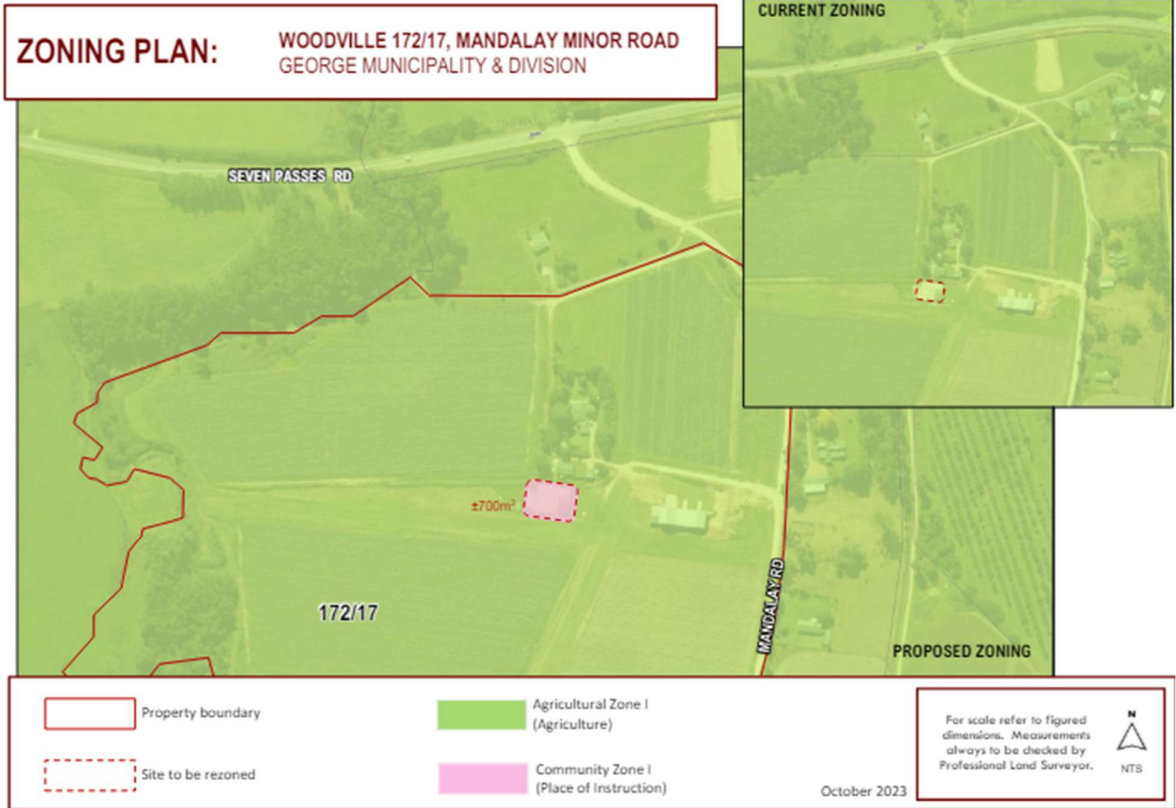 ZONING PLAN:
WOODVILLE 172/17, MANDALAY MINOR ROAD
GEORGE MUNICIPALITY & DIVISION
CURRENT ZONING
SEVEN PASSES RD
±700m²
172/17
MANDALAY RD
PROPOSED ZONING
Property boundary
Site to be rezoned
Agricultural Zone I
(Agriculture)
Community Zone I
(Place of Instruction)
October 2023
For scale refer to figured
dimensions. Measurements
always to be checked by
Professional Land Surveyor.
N
NTS